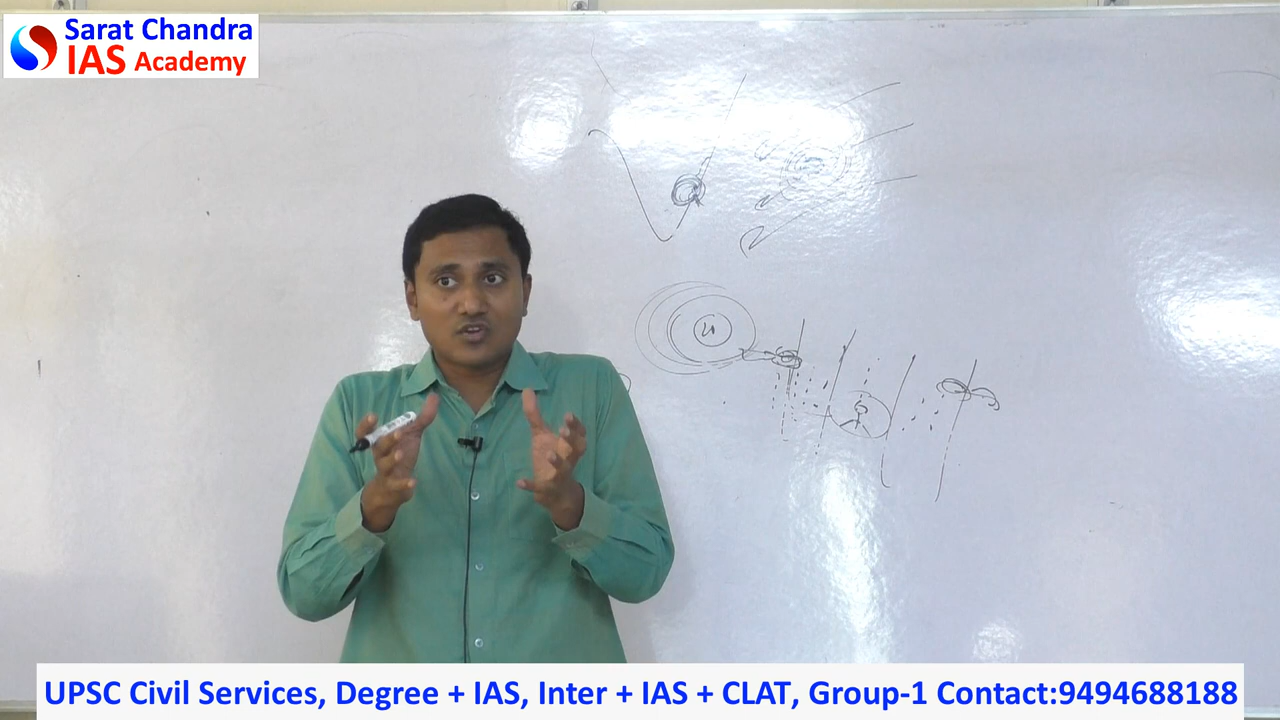 Sarat Chandra
IAS Academy
UPSC Civil Services, Degree + IAS, Inter + IAS + CLAT, Group-1 Contact:9494688188